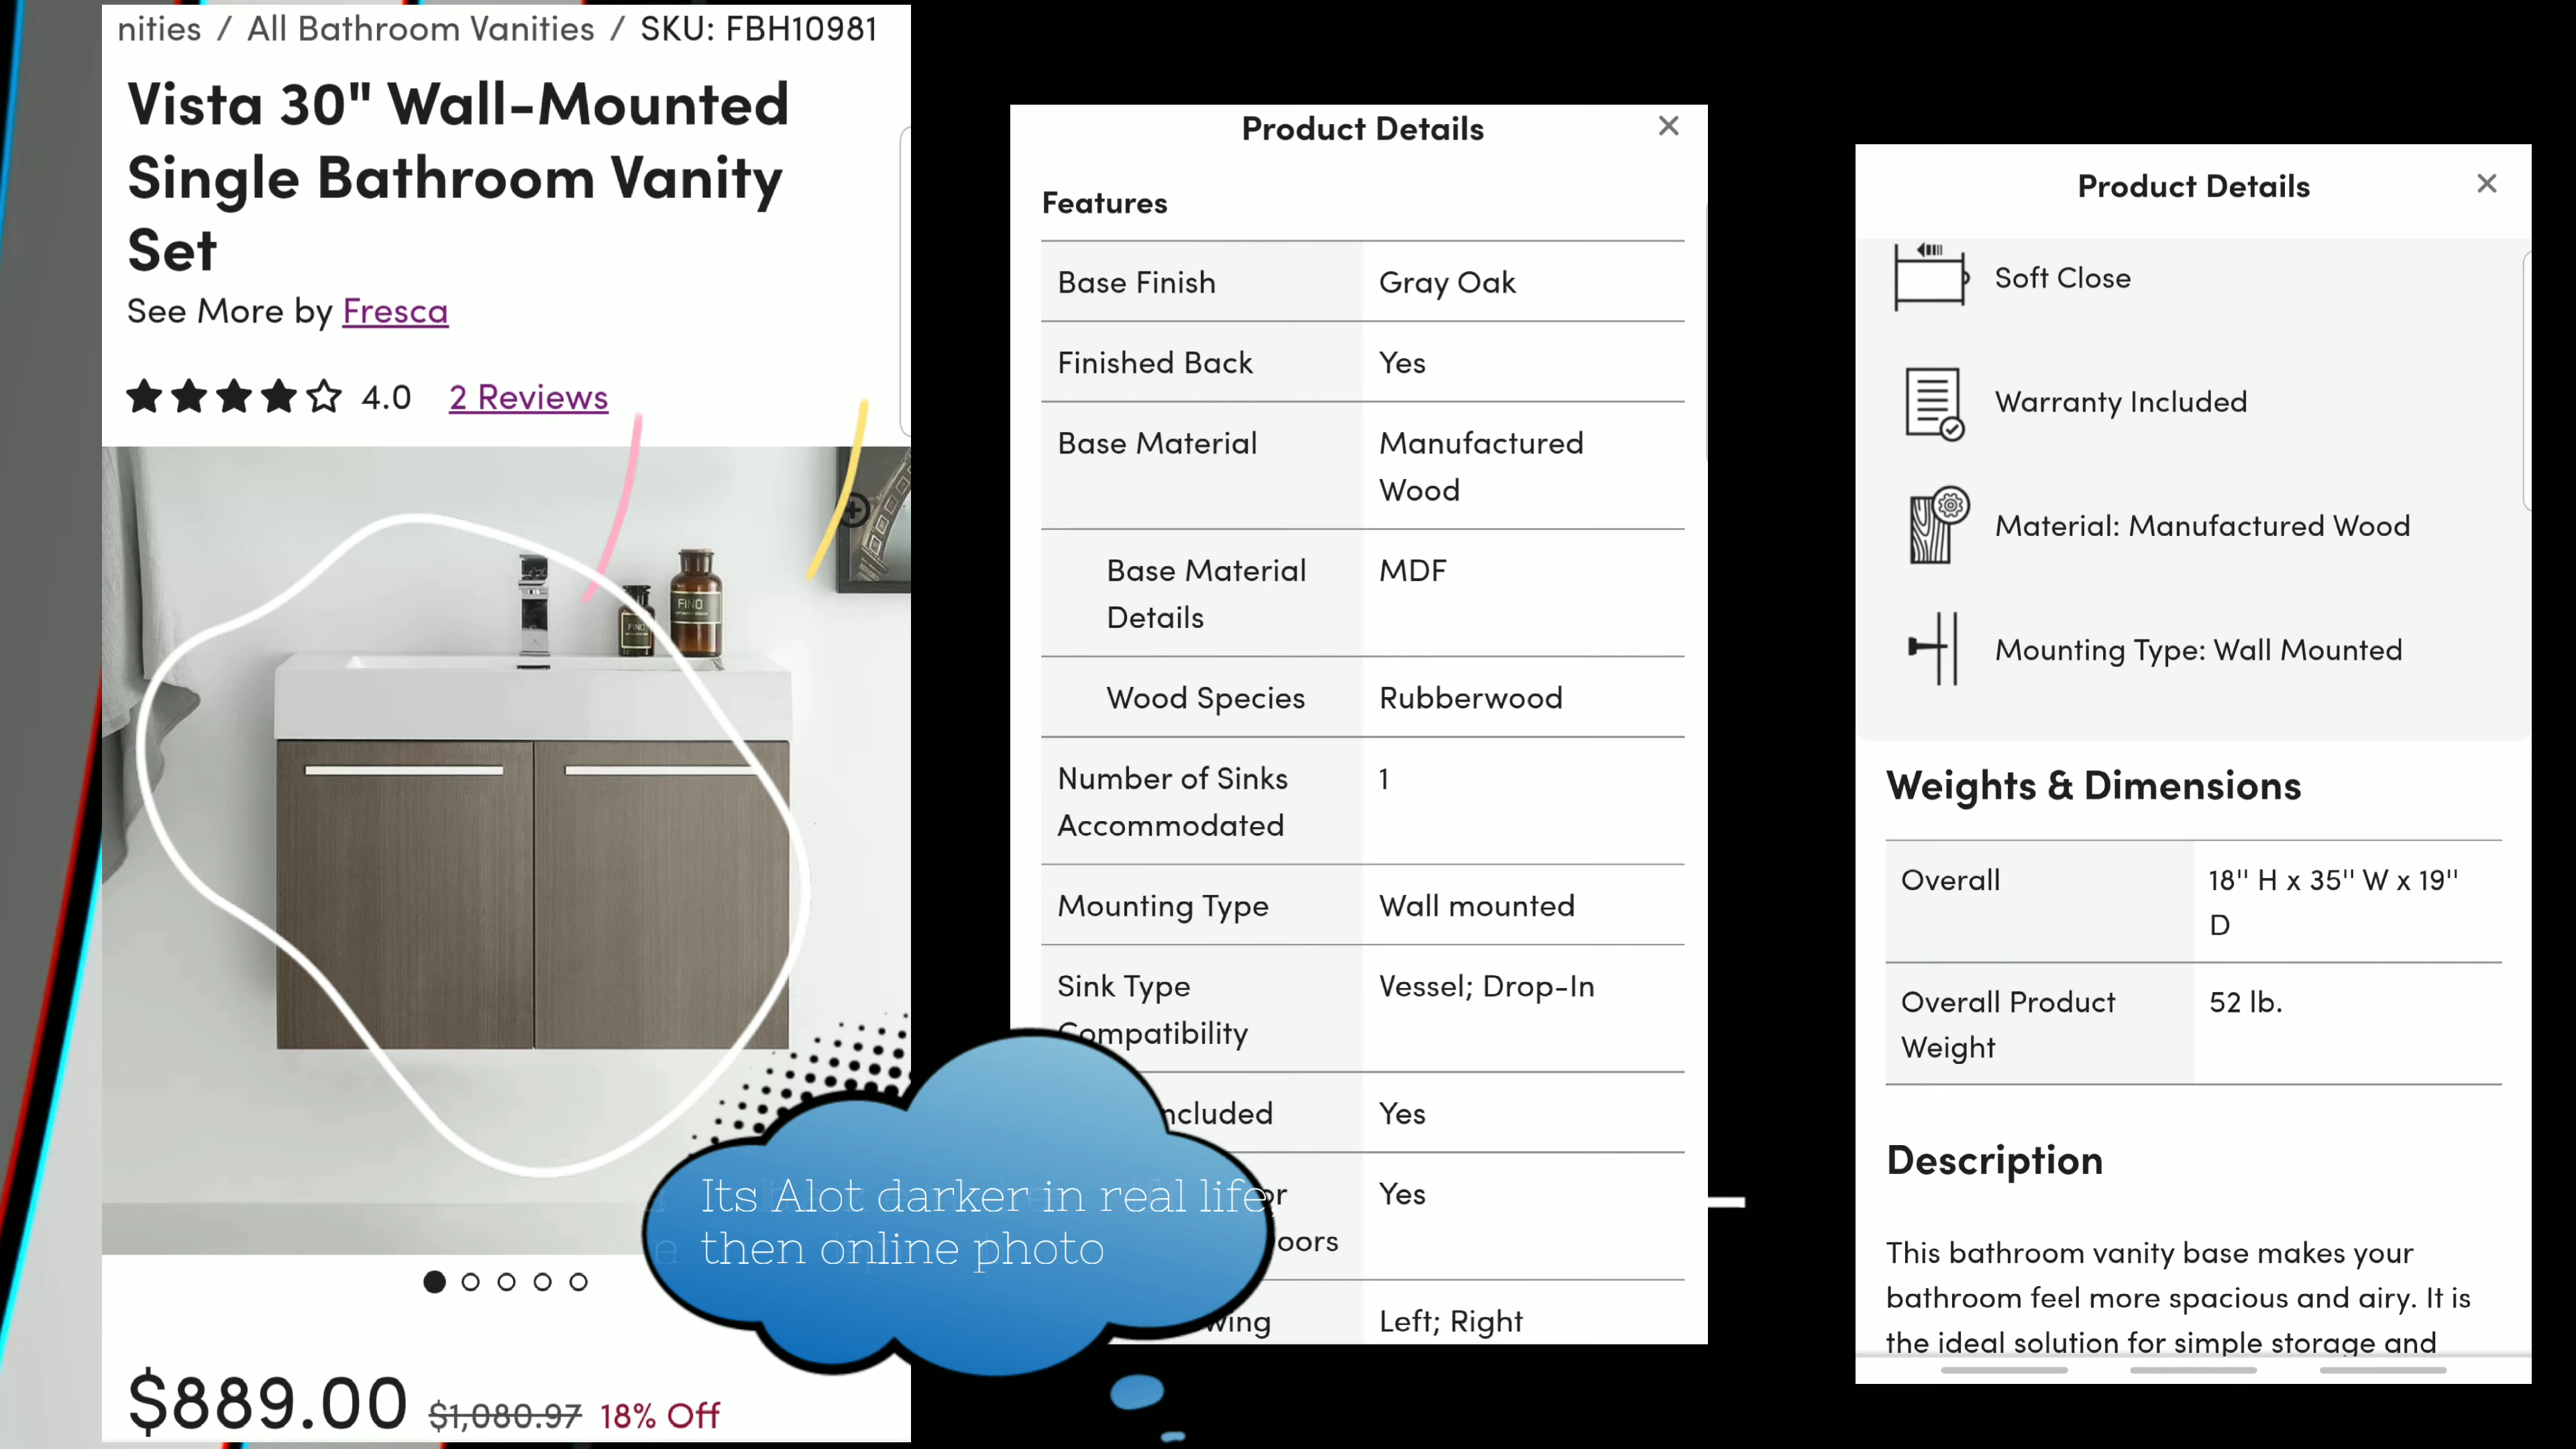 nities / All Bathroom Vanities / SKU: FBH10981
Vista 30" Wall-Mounted
Single Bathroom Vanity
Set
See More by Fresca
4.0 2 Reviews
FIND
FIND
$889.00 $1,080.97 18% Off
Product Details
Features
Base Finish Gray Oak
Finished Back Yes
Base Material Manufactured
Wood
Base Material MDF
Details
Wood Species Rubberwood
Number of Sinks 1
Accommodated
Mounting Type Wall mounted
Sink Type Vessel; Drop-In
Compatibility
ncluded Yes
or Yes
oors
wing Left; Right
Its Alot darker in real life,
then online photo
Product Details
Soft Close
Warranty Included
Material: Manufactured Wood
Mounting Type: Wall Mounted
Weights & Dimensions
Overall 18" H x 35" W x 19"
D
Overall Product 52 lb.
Weight
Description
This bathroom vanity base makes your
bathroom feel more spacious and airy. It is
the ideal solution for simple storage and